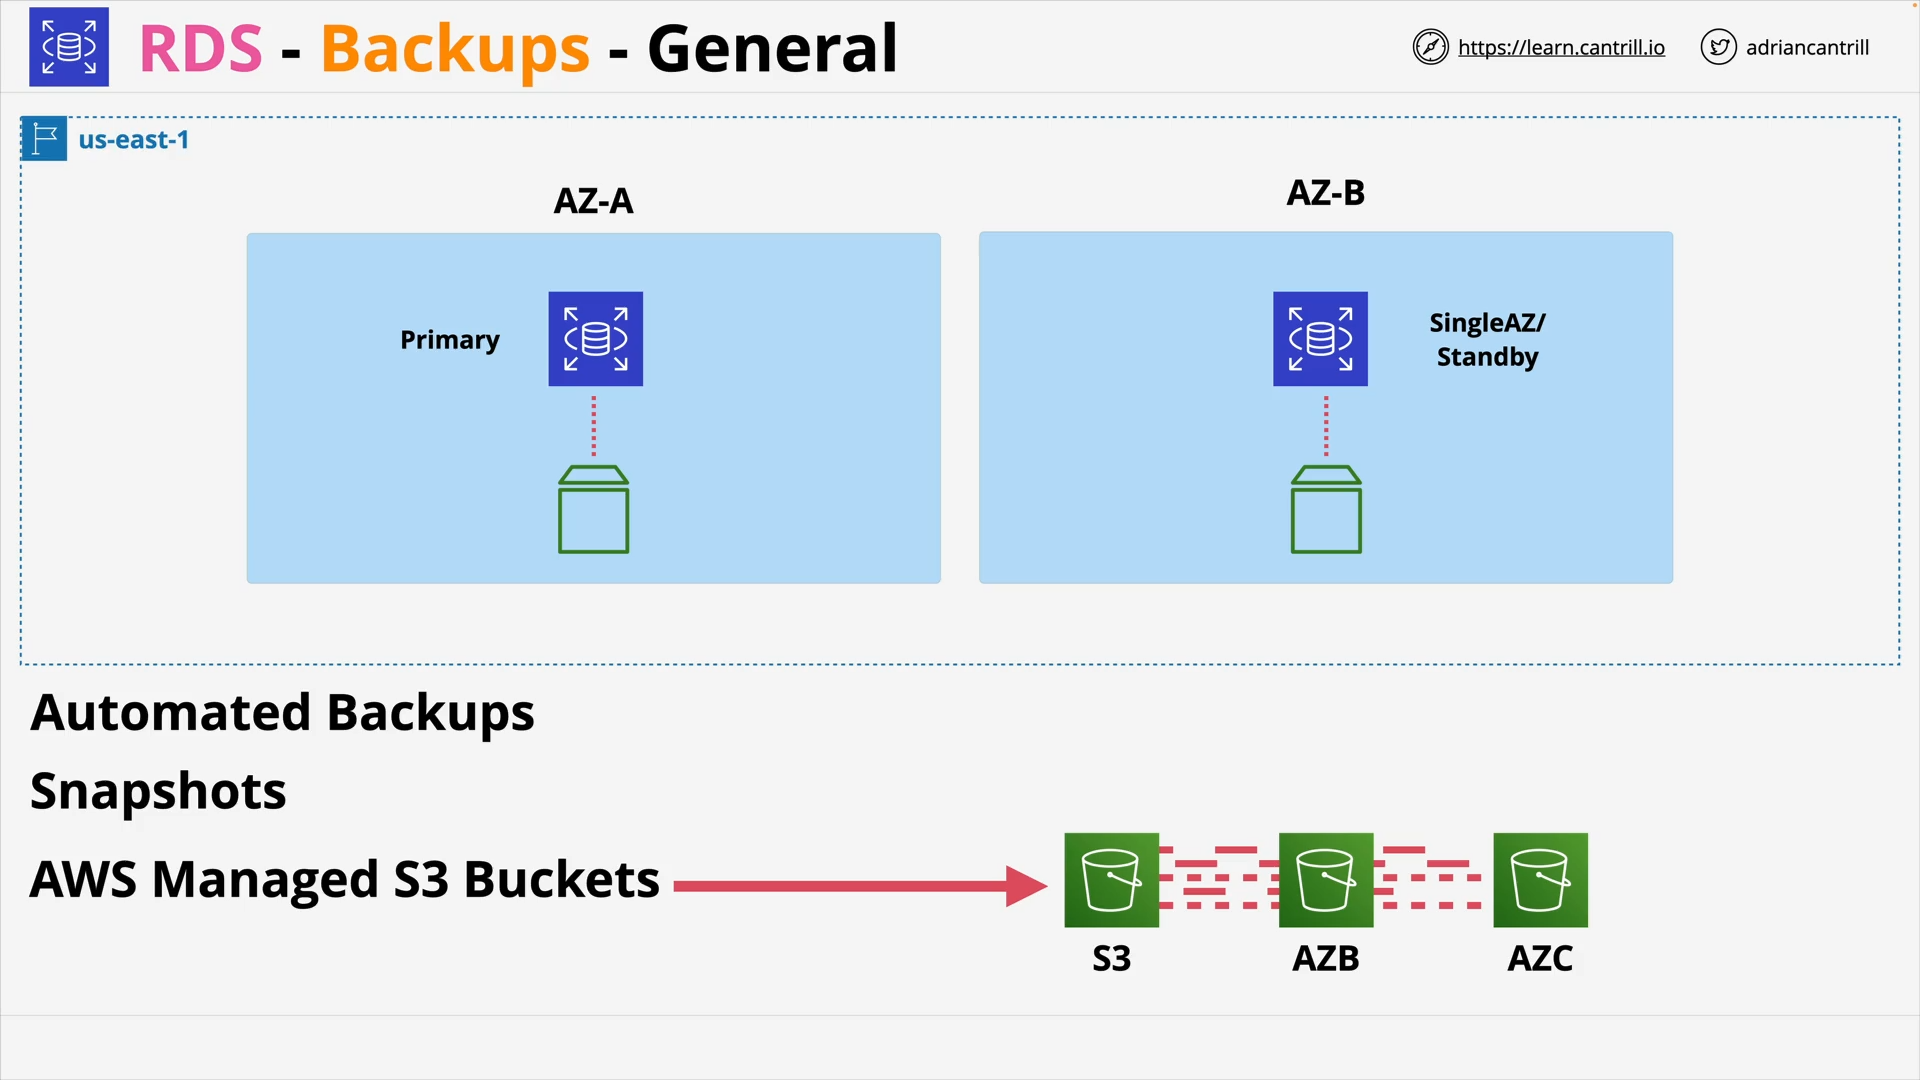 RDS - Backups - General
https://learn.cantrill.io
adriancantrill
us-east-1
AZ-A
AZ-B
Primary
SingleAZ/
Standby
Automated Backups
Snapshots
AWS Managed S3 Buckets
S3
AZB
AZC